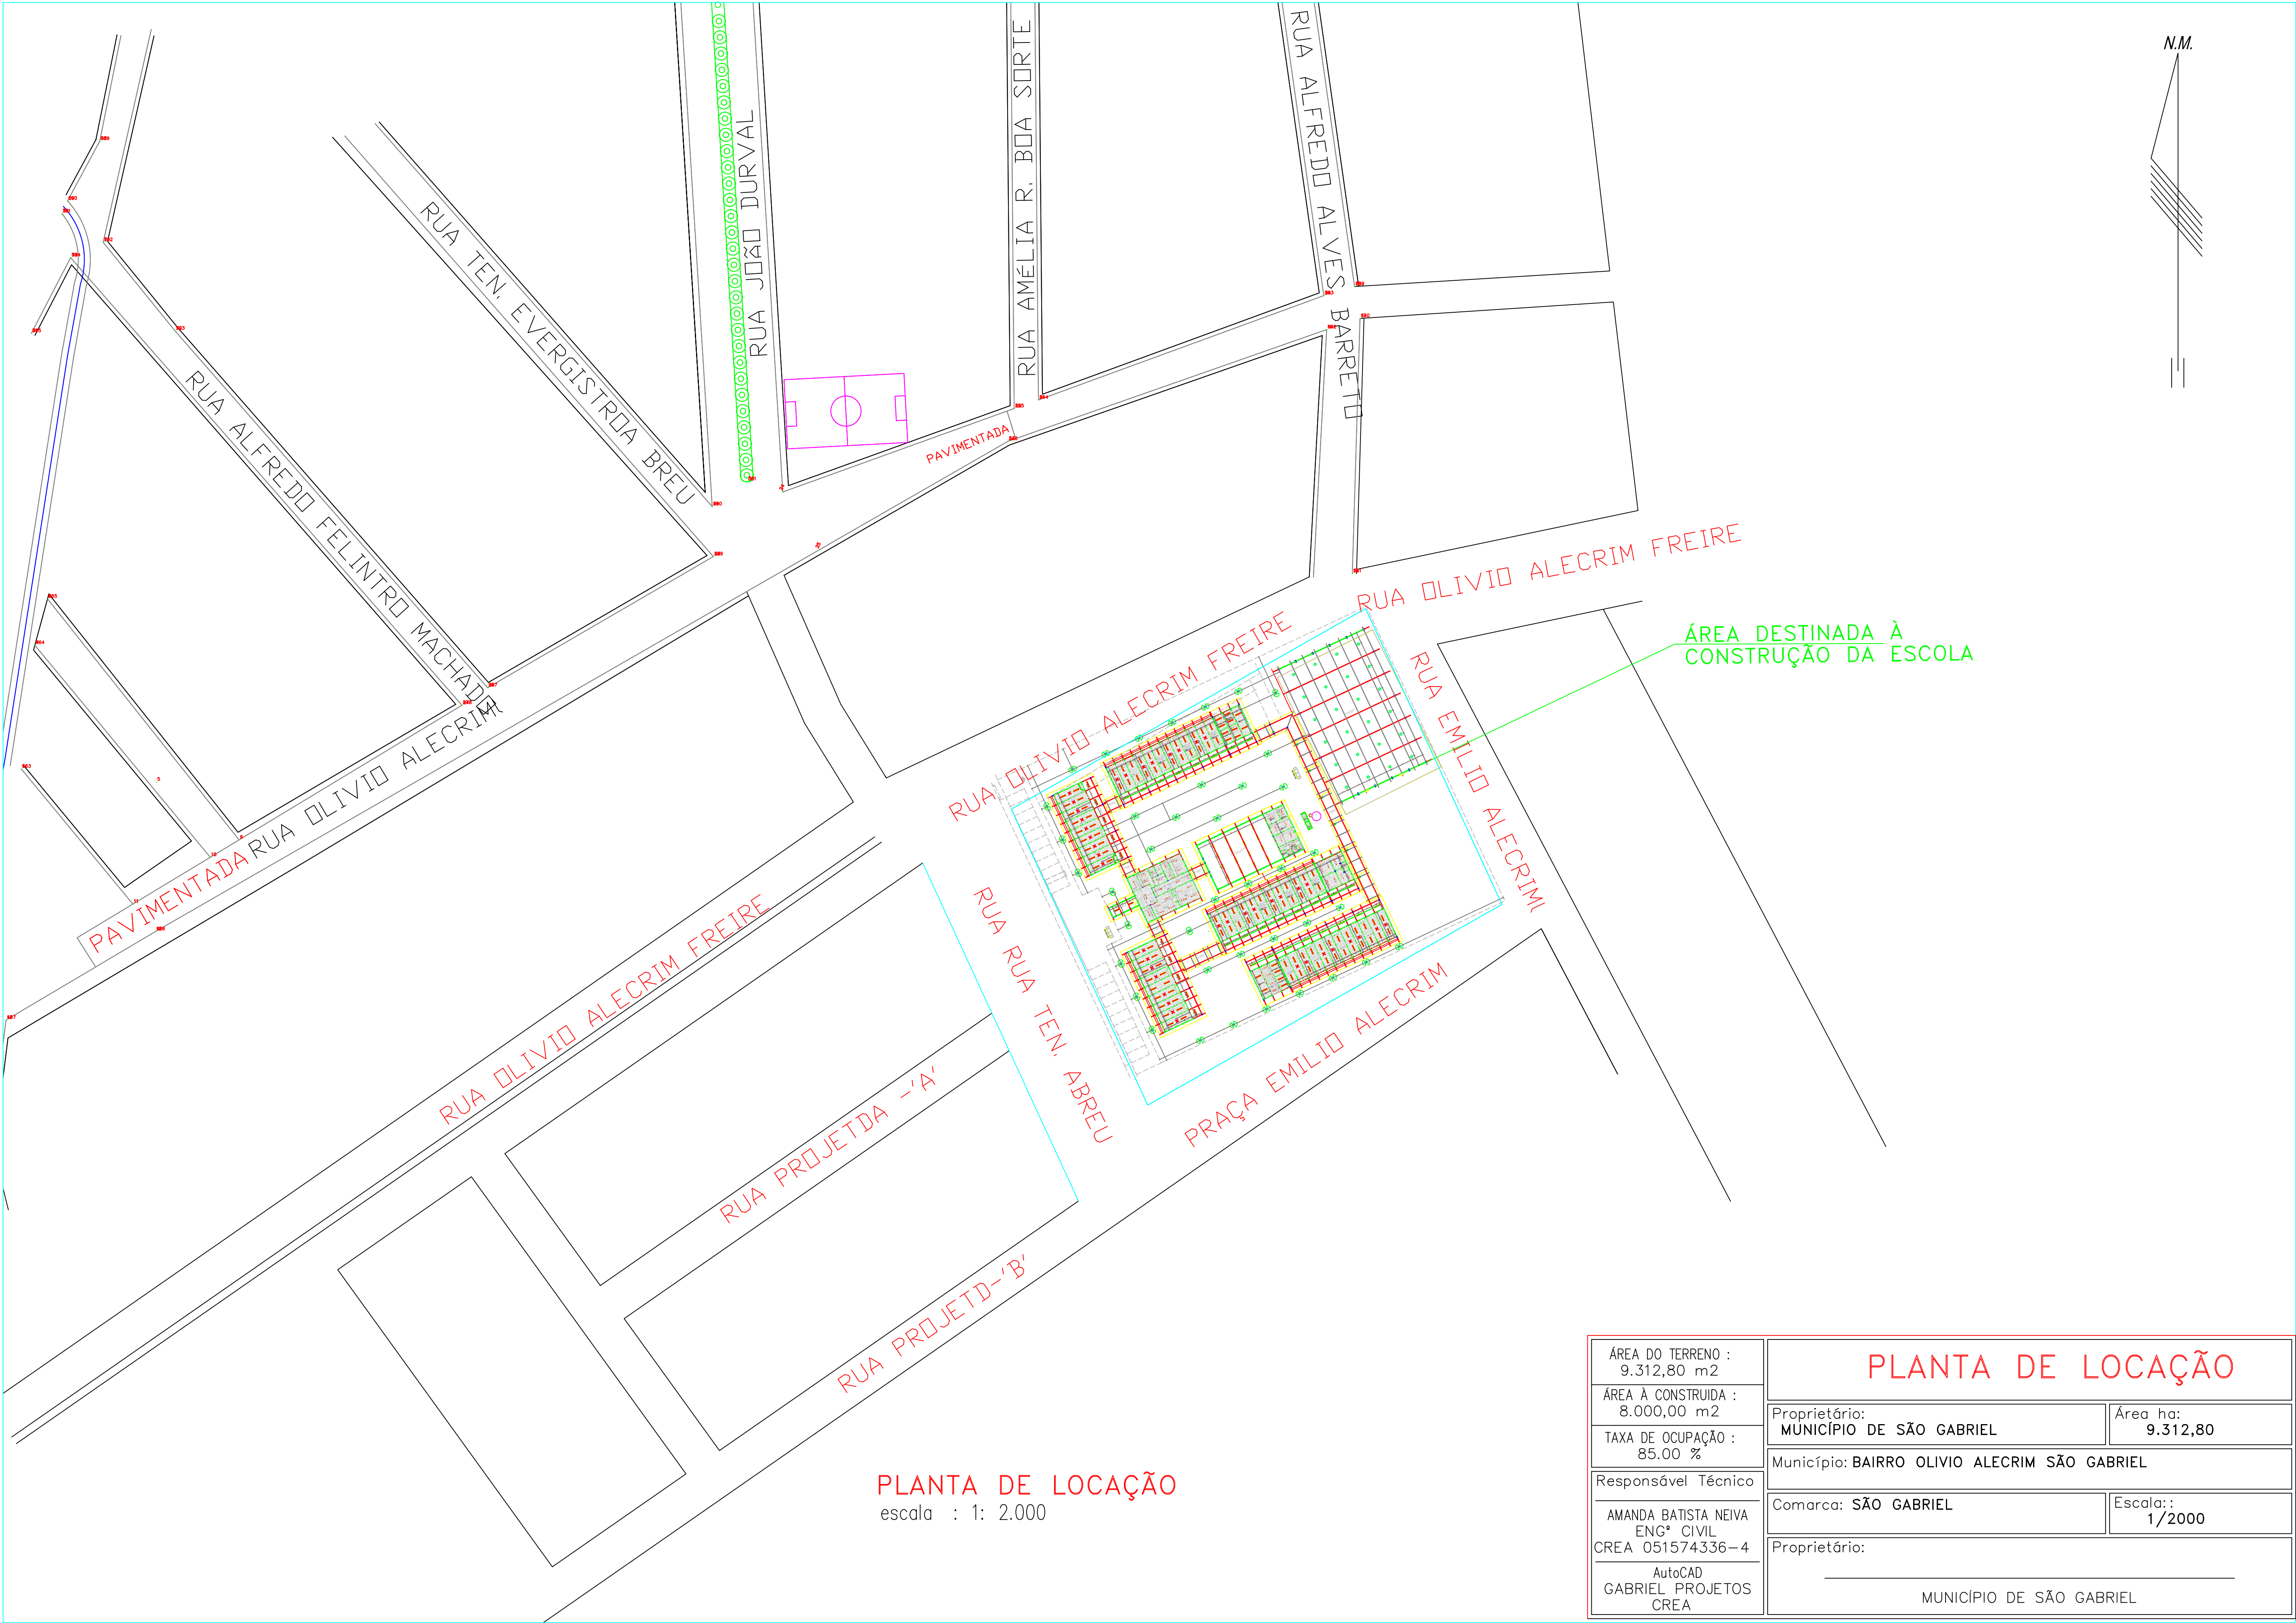 N.M.
RUA JOÃO DURVAL
RUA AMÉLIA R. BOA SORTE
RUA ALFREDO ALVES BARRETO
RUA TEN. EVERGISTROA BREU
RUA ALFREDO FELINTRO MACHADO
PAVIMENTADA
RUA OLIVIO ALECRIM FREIRE
ÁREA DESTINADA À
CONSTRUÇÃO DA ESCOLA
RUA OLIVIO ALECRIM FREIRE
RUA EMILIO ALECRIM
RUA OLIVIO ALECRIM
PAVIMENTADA
RUA OLIVIO ALECRIM FREIRE
RUA RUA TEN. ABREU
PRAÇA EMILIO ALECRIM
RUA PROJETDA -'A'
RUA PROJETD-'B'
PLANTA DE LOCAÇÃO
escala : 1: 2.000
ÁREA DO TERRENO :
9.312,80 m2
ÁREA À CONSTRUIDA :
8.000,00 m2
TAXA DE OCUPAÇÃO :
85.00 %
Responsável Técnico
AMANDA BATISTA NEIVA
ENGª CIVIL
CREA 051574336-4
AutoCAD
GABRIEL PROJETOS
CREA
PLANTA DE LOCAÇÃO
Proprietário:
MUNICÍPIO DE SÃO GABRIEL
Área ha:
9.312,80
Município: BAIRRO OLIVIO ALECRIM SÃO GABRIEL
Comarca: SÃO GABRIEL
Escala::
1/2000
Proprietário:
MUNICÍPIO DE SÃO GABRIEL